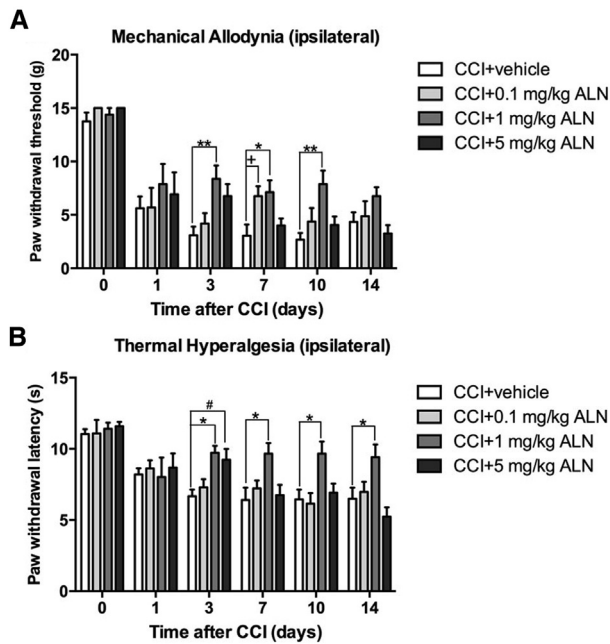 A
Mechanical Allodynia (ipsilateral)
Paw withdrawal threshold (g)
20
15
10
5
0
** + * **
0 1 3 7 10 14
Time after CCI (days)
CCI+vehicle
CCI+0.1 mg/kg ALN
CCI+1 mg/kg ALN
CCI+5 mg/kg ALN
B
Thermal Hyperalgesia (ipsilateral)
Paw withdrawal latency (s)
15
10
5
0
# * * * *
0 1 3 7 10 14
Time after CCI (days)
CCI+vehicle
CCI+0.1 mg/kg ALN
CCI+1 mg/kg ALN
CCI+5 mg/kg ALN